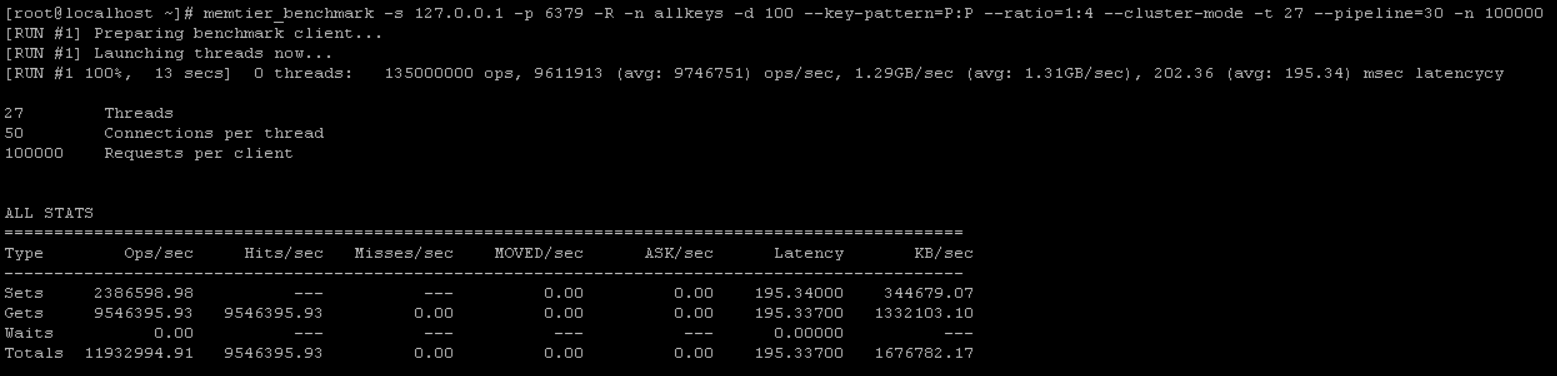 [root@localhost ~]# memtier_benchmark -s 127.0.0.1 -p 6379 -R -n allkeys -d 100 --key-pattern=P:P --ratio=1:4 --cluster-mode -t 27 --pipeline=30 -n 100000
[RUN #1] Preparing benchmark client...
[RUN #1] Launching threads now...
[RUN #1 100%,  13 secs]  0 threads:   135000000 ops, 9611913 (avg: 9746751) ops/sec, 1.29GB/sec (avg: 1.31GB/sec), 202.36 (avg: 195.34) msec latencycy
27        Threads
50        Connections per thread
100000    Requests per client
ALL STATS
================================================================================================
Type       Ops/sec     Hits/sec   Misses/sec    MOVED/sec      ASK/sec      Latency       KB/sec
------------------------------------------------------------------------------------------------
Sets    2386598.98          ---          ---         0.00         0.00    195.34000    344679.07
Gets    9546395.93   9546395.93         0.00         0.00         0.00    195.33700   1332103.10
Waits         0.00          ---          ---          ---          ---      0.00000          ---
Totals 11932994.91   9546395.93         0.00         0.00         0.00    195.33700   1676782.17